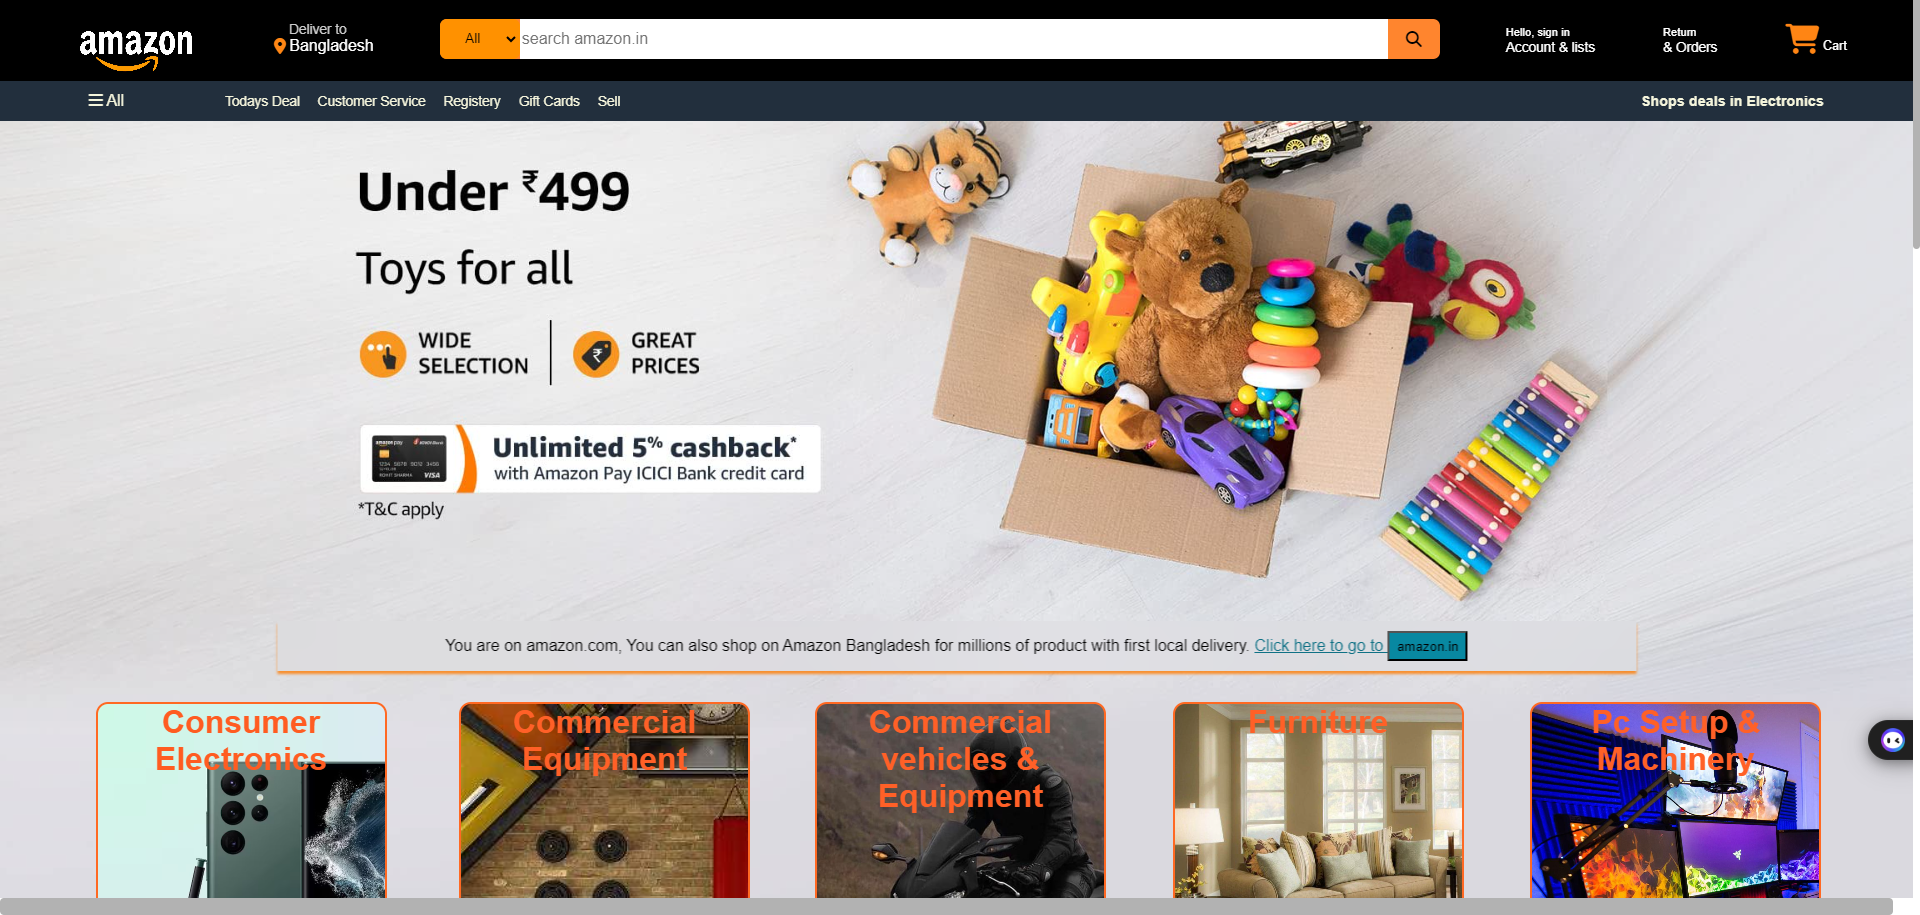 amazon
Deliver to
Bangladesh
All
search amazon.in
Hello, sign in
Account & lists
Return
& Orders
Cart
All
Todays Deal
Customer Service
Registery
Gift Cards
Sell
Shops deals in Electronics
Under ₹499
Toys for all
WIDE
SELECTION
GREAT
PRICES
amazon pay
VISA
Unlimited 5% cashback*
with Amazon Pay ICICI Bank credit card
*T&C apply
You are on amazon.com, You can also shop on Amazon Bangladesh for millions of product with first local delivery. Click here to go to amazon.in
Consumer
Electronics
Commercial
Equipment
Commercial
vehicles &
Equipment
Furniture
Pc Setup &
Machinery